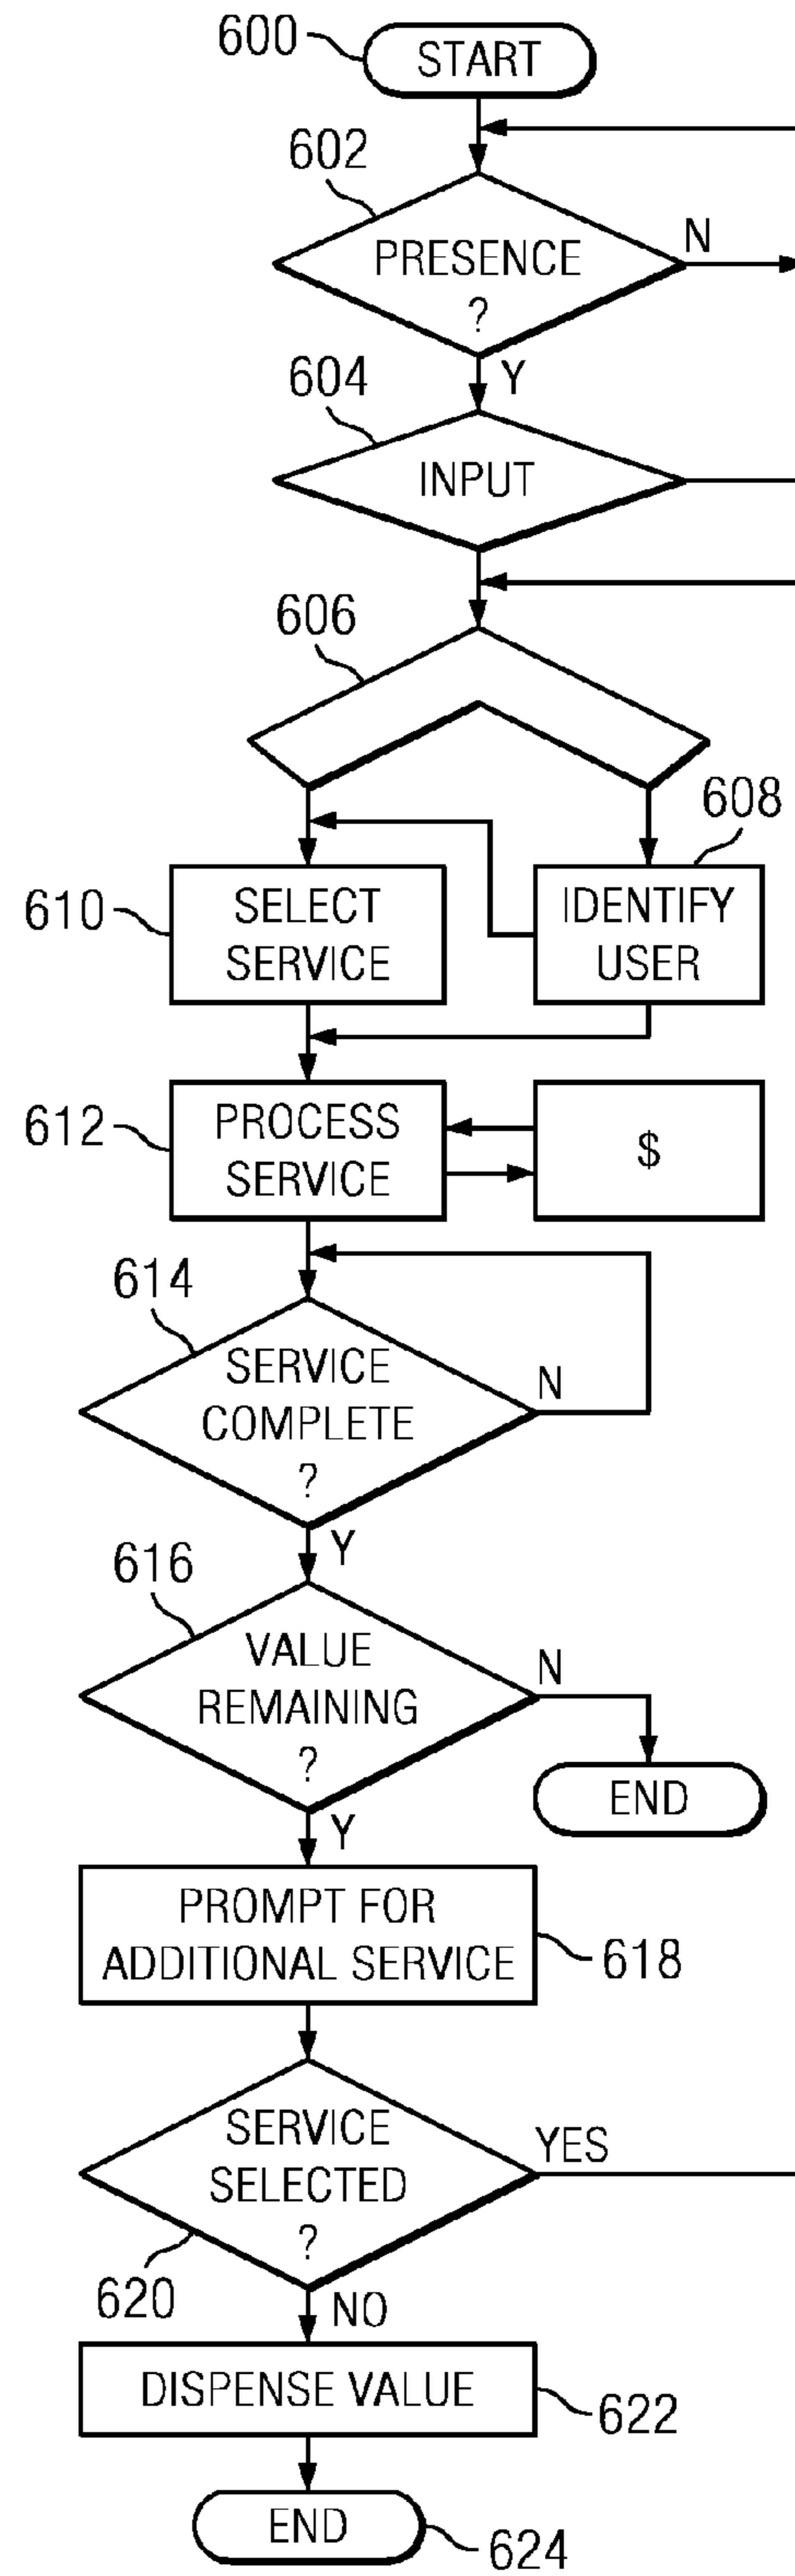 600
START
602
PRESENCE
?
N
Y
604
INPUT
606
608
610
SELECT
SERVICE
IDENTIFY
USER
612
PROCESS
SERVICE
$
614
SERVICE
COMPLETE
?
N
Y
616
VALUE
REMAINING
?
N
END
Y
PROMPT FOR
ADDITIONAL SERVICE
618
SERVICE
SELECTED
?
YES
620
NO
DISPENSE VALUE
622
END
624